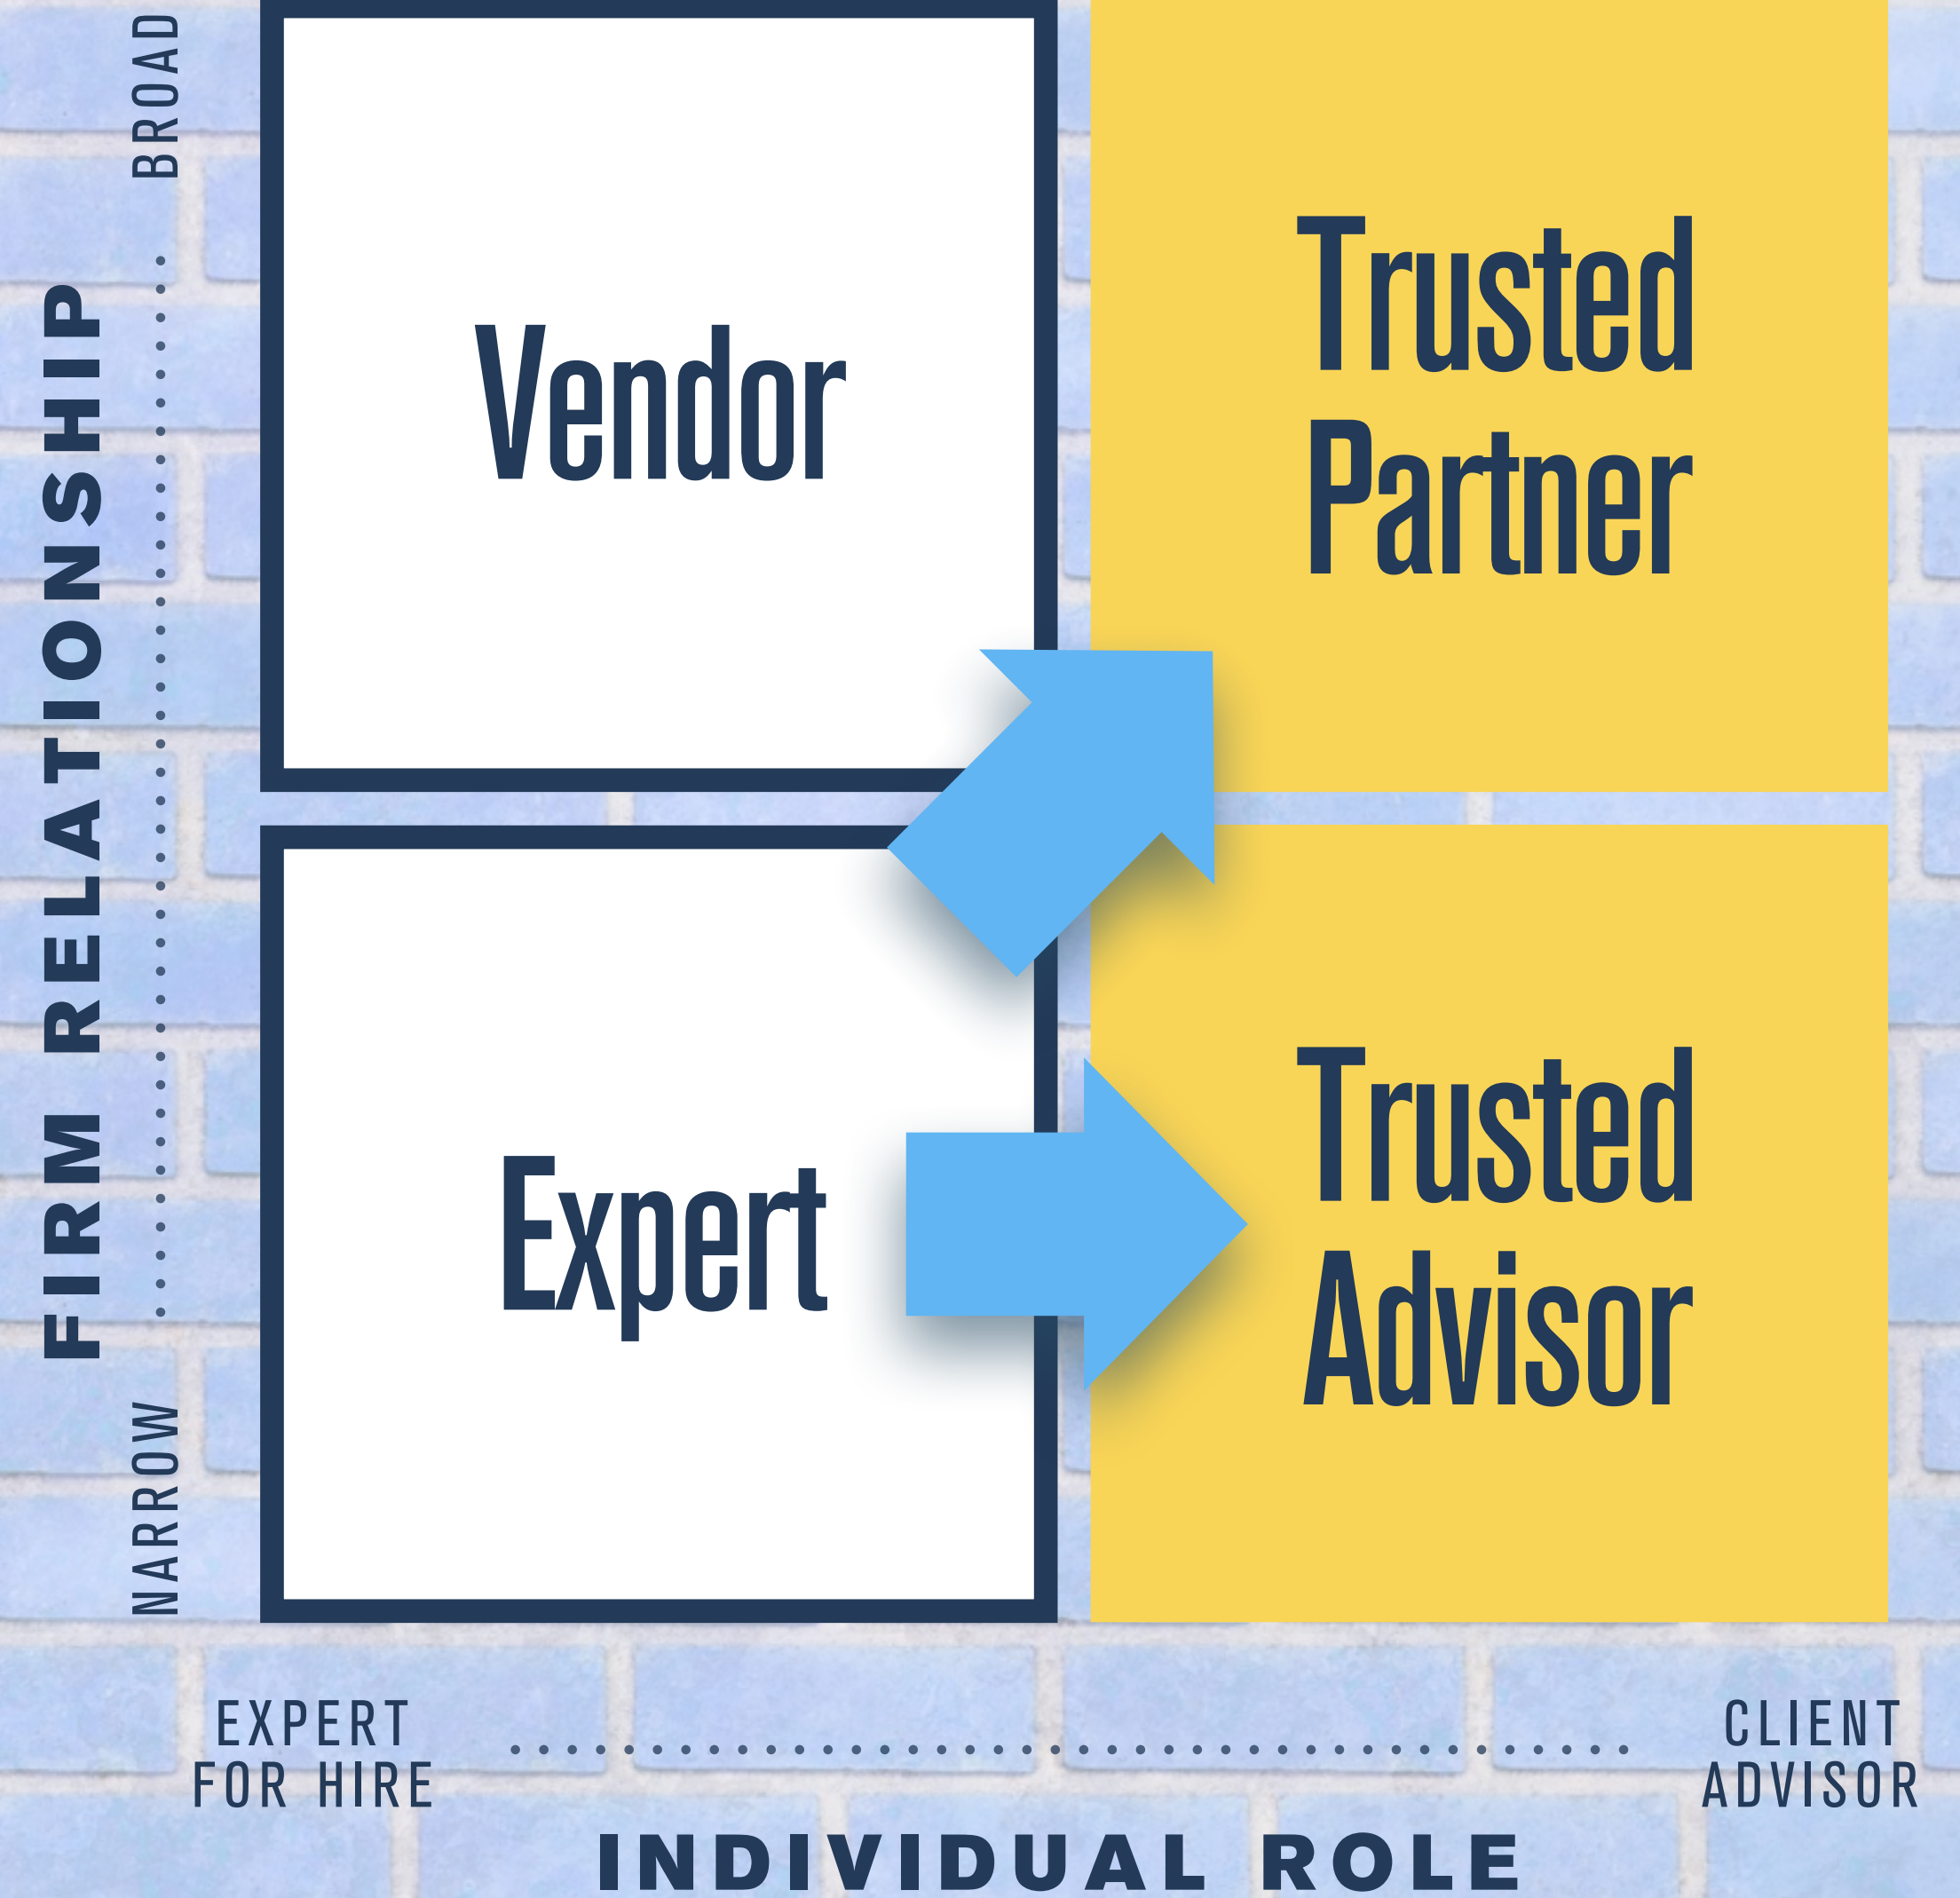 BROAD
FIRM RELATIONSHIP
NARROW
Vendor
Trusted
Partner
Expert
Trusted
Advisor
EXPERT
FOR HIRE
CLIENT
ADVISOR
INDIVIDUAL ROLE